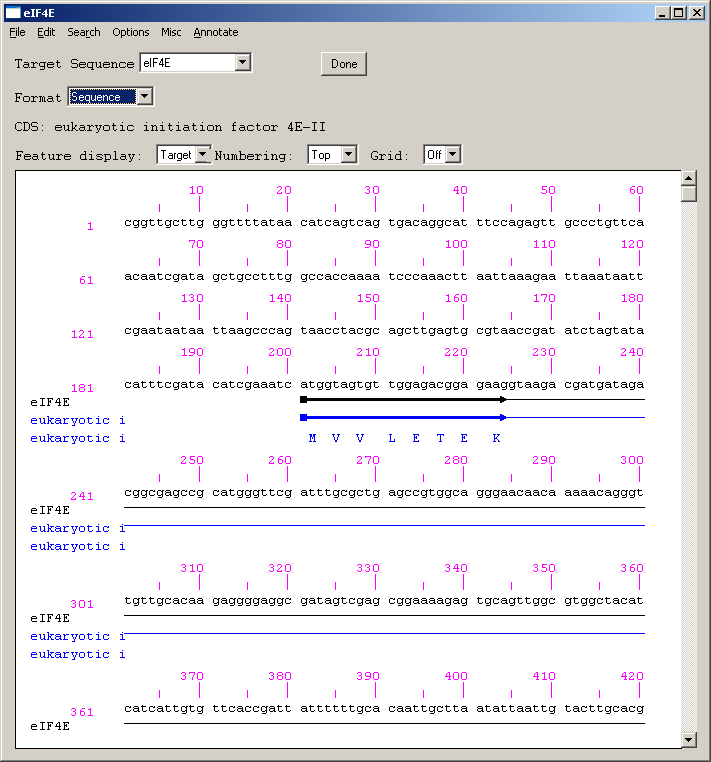 eIF4E
File Edit Search Options Misc Annotate
Target Sequence eIF4E Done
Format Sequence
CDS: eukaryotic initiation factor 4E-II
Feature display: Target Numbering: Top Grid: Off
10 20 30 40 50 60
1 cggttgcttg ggttttataa catcagtcag tgacaggcat ttccagagtt gccctgttca
70 80 90 100 110 120
61 acaatcgata gctgcctttg gccaccaaaa tcccaaactt aattaaagaa ttaaataatt
130 140 150 160 170 180
121 cgaataataa ttaagcccag taacctacgc agcttgagtg cgtaaccgat atctagtata
190 200 210 220 230 240
181 catttcgata acatcgaaatc atggtagtgt tggagacgga gaaggtaaga cgatgataga
eIF4E
eukaryotic i
eukaryotic i M V V L E T E K
250 260 270 280 290 300
241 cggcgagccg catgggttcg atttgcgctg agccgtggca gggaacaaca aaaacagggt
eIF4E
eukaryotic i
eukaryotic i
310 320 330 340 350 360
301 tgttgcacaa gaggggaggc gatagtcgag cggaaaagag tgcagttggc gtggctacat
eIF4E
eukaryotic i
eukaryotic i
370 380 390 400 410 420
361 catcattgtg ttcaccgatt atttttttgca caattgctta atattaattg tacttgcacg
eIF4E